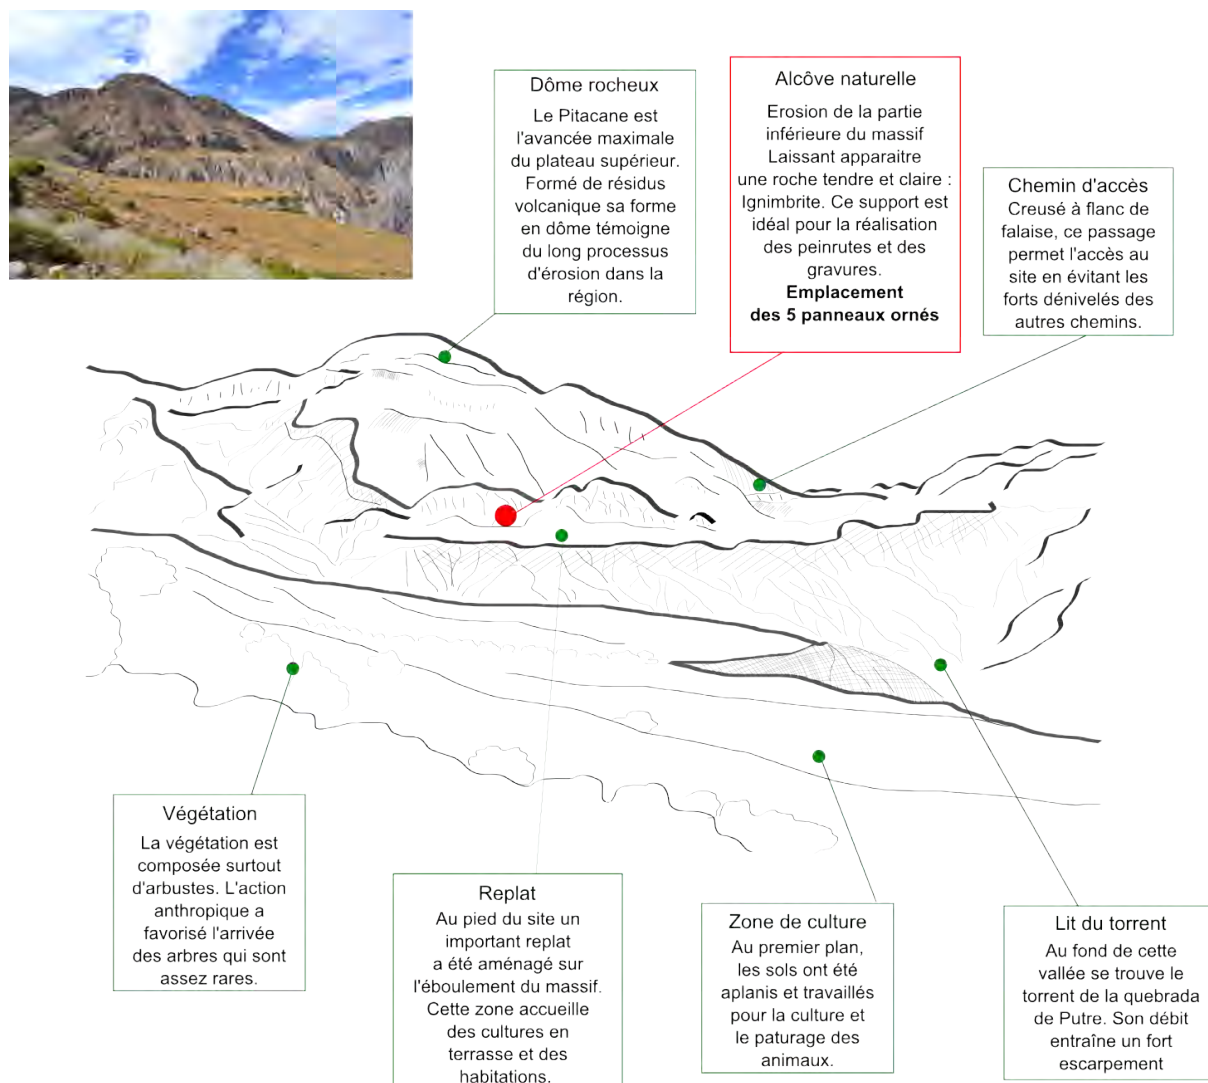 Dôme rocheux
Le Pitacane est
l'avancée maximale
du plateau supérieur.
Formé de résidus
volcanique sa forme
en dôme témoigne
du long processus
d'érosion dans la
région.
Alcôve naturelle
Erosion de la partie
inférieure du massif
Laissant apparaitre
une roche tendre et claire :
Ignimbrite. Ce support est
idéal pour la réalisation
des peinrutes et des
gravures.
Emplacement
des 5 panneaux ornés
Chemin d'accès
Creusé à flanc de
falaise, ce passage
permet l'accès au
site en évitant les
forts dénivelés des
autres chemins.
Végétation
La végétation est
composée surtout
d'arbustes. L'action
anthropique a
favorisé l'arrivée
des arbres qui sont
assez rares.
Replat
Au pied du site un
important replat
a été aménagé sur
l'éboulement du massif.
Cette zone accueille
des cultures en
terrasse et des
habitations.
Zone de culture
Au premier plan,
les sols ont été
aplanis et travaillés
pour la culture et
le paturage des
animaux.
Lit du torrent
Au fond de cette
vallée se trouve le
torrent de la quebrada
de Putre. Son débit
entraîne un fort
escarpement